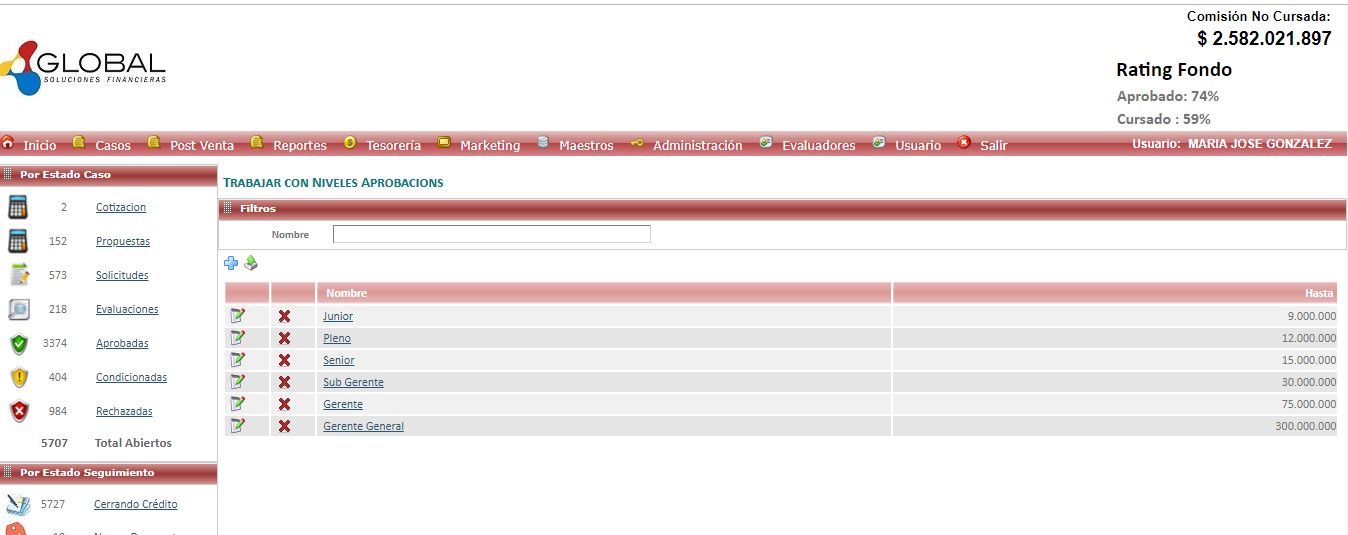 Comisión No Cursada:
$ 2.582.021.897
GLOBAL
SOLUCIONES FINANCIERAS
Rating Fondo
Aprobado: 74%
Cursado : 59%
Inicio Casos Post Venta Reportes Tesorería Marketing Maestros Administración Evaluadores Usuario Salir Usuario: MARIA JOSE GONZALEZ
Por Estado Caso
2 Cotizacion
152 Propuestas
573 Solicitudes
218 Evaluaciones
3374 Aprobadas
404 Condicionadas
984 Rechazadas
5707 Total Abiertos
Por Estado Seguimiento
5727 Cerrando Crédito
TRABAJAR CON NIVELES APROBACIONS
Filtros
Nombre
Nombre Hasta
Junior 9.000.000
Pleno 12.000.000
Senior 15.000.000
Sub Gerente 30.000.000
Gerente 75.000.000
Gerente General 300.000.000